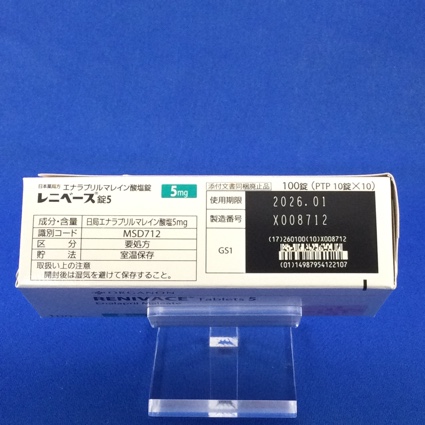 日本薬局方 エナラプリルマレイン酸塩錠
レニベース®錠5
5mg
成分・含量 日局エナラプリルマレイン酸塩5mg
識別コード MSD712
区分 要処方
貯法 室温保存
取扱い上の注意
開封後は湿気を避けて保存すること。
添付文書同梱廃止品
100錠(PTP 10錠×10)
使用期限 2026.01
製造番号 X008712
GS1
(17)260100(10)X008712
(01)14987954122107
ORGANON
RENIVACE® Tablets 5
Enalapril Maleate